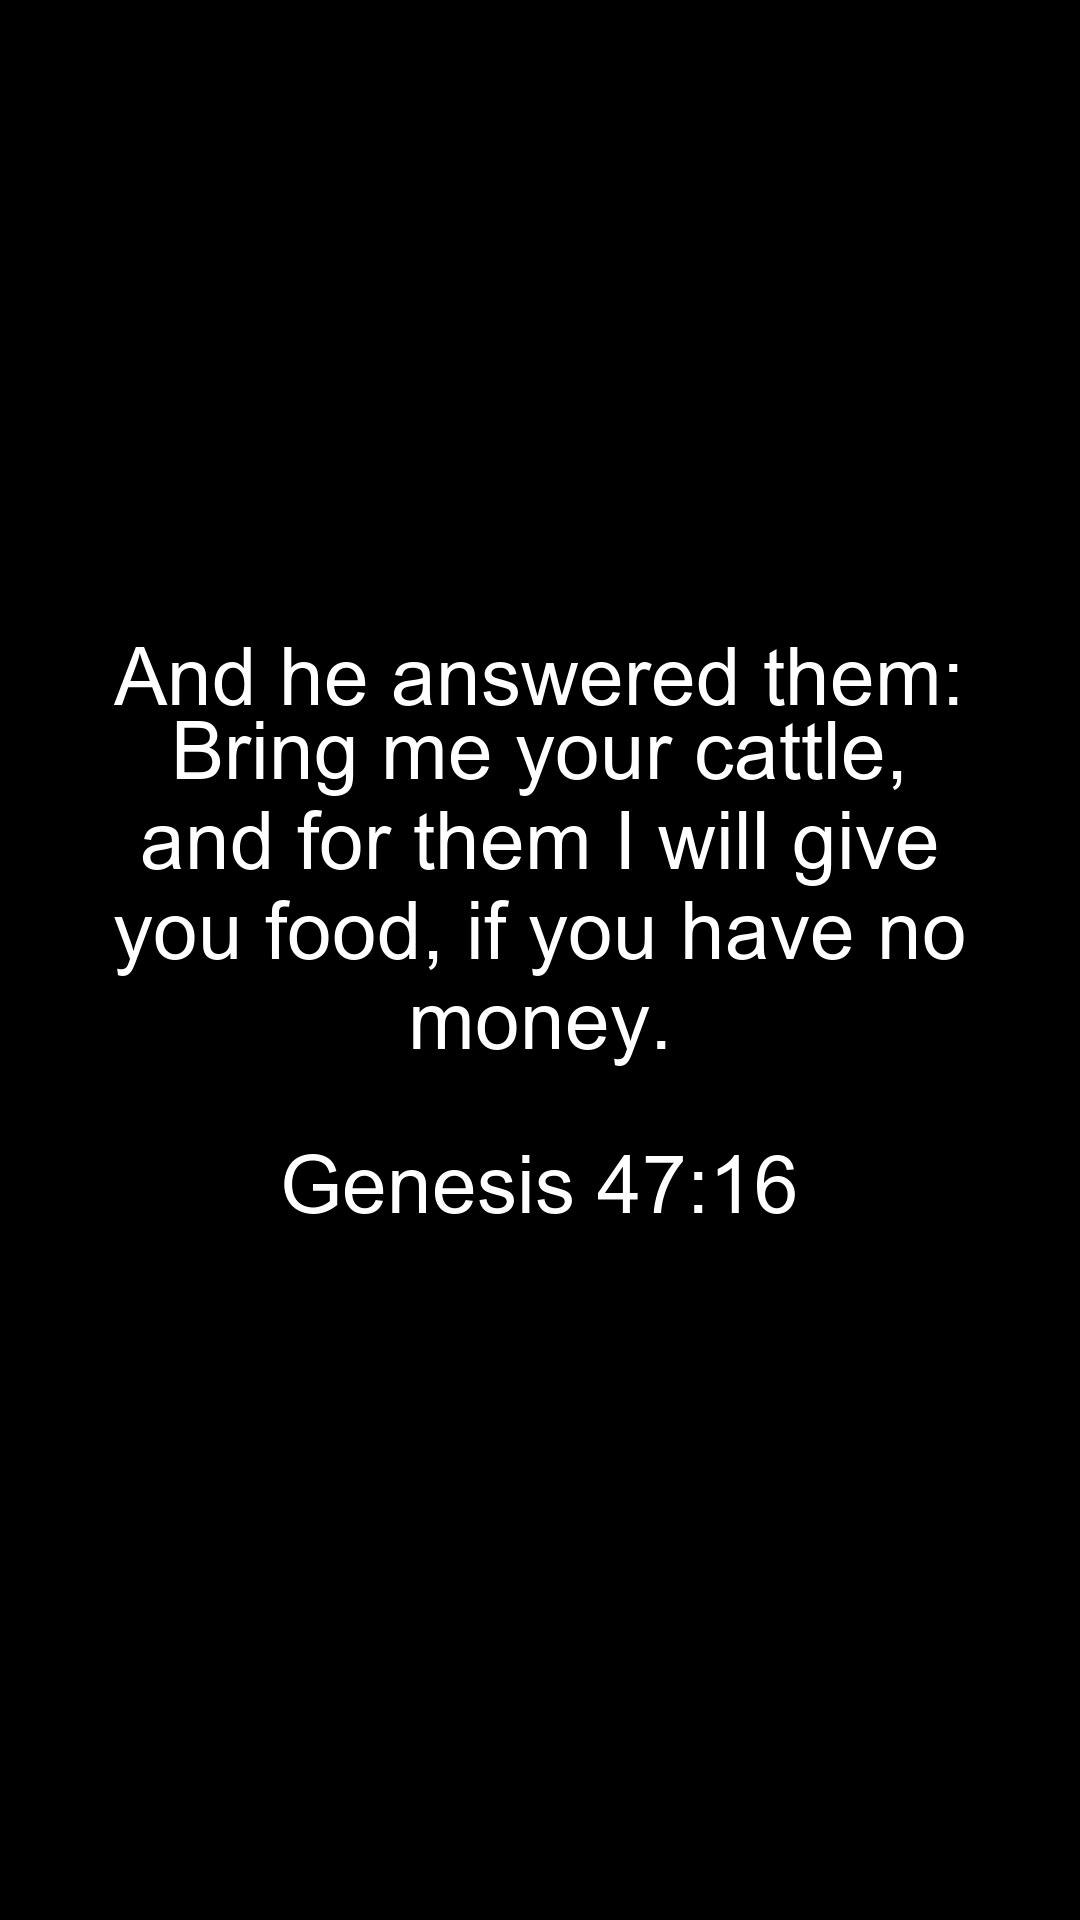 And he answered them:
Bring me your cattle,
and for them I will give
you food, if you have no
money.
Genesis 47:16